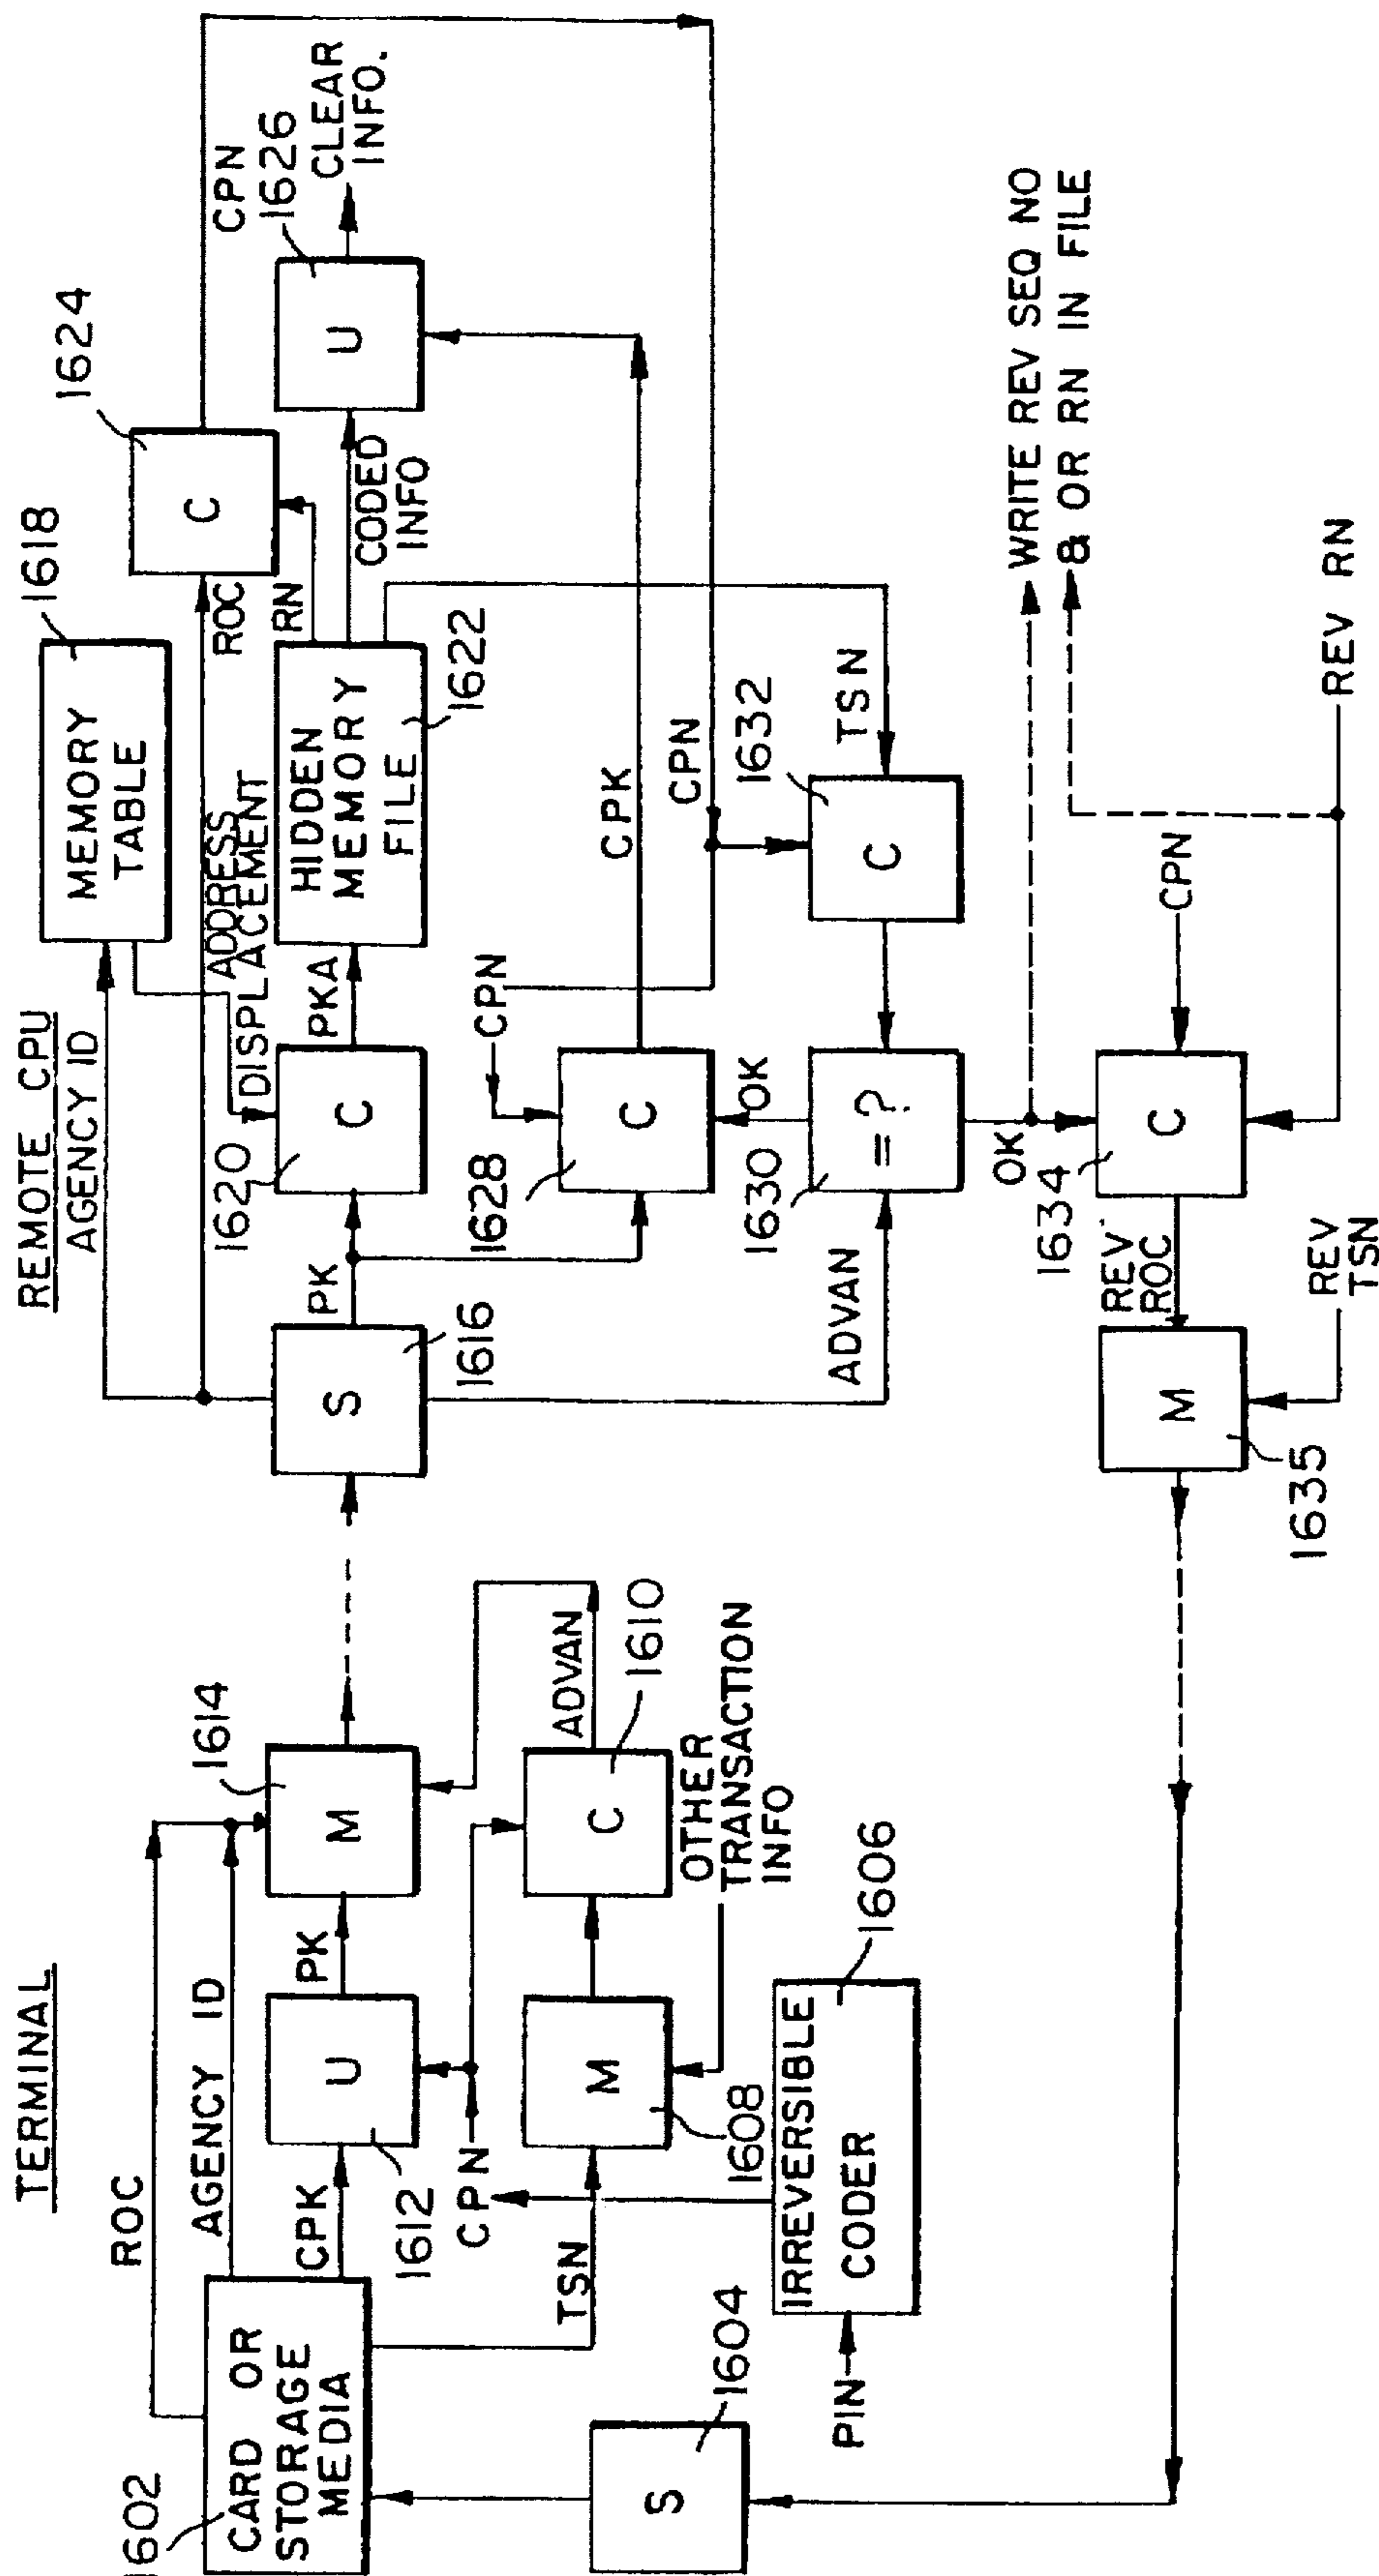 TERMINAL
REMOTE CPU
1602
CARD OR
STORAGE
MEDIA
ROC
AGENCY ID
CPK
TSN
1604
S
PIN
IRREVERSIBLE
CODER
1606
CPN
1612
U
PK
1608
M
OTHER
TRANSACTION
INFO
1610
C
ADVAN
1614
M
1616
S
AGENCY ID
PK
ADVAN
1618
MEMORY
TABLE
ADDRESS
DISPLACEMENT
1620
C
PKA
HIDDEN
MEMORY
FILE
1622
ROC
RN
1624
C
CPN
CODED
INFO
1626
U
CLEAR
INFO.
CPN
1628
C
CPK
CPN
OK
1630
= ?
1632
C
TSN
OK
WRITE REV SEQ NO
& OR RN IN FILE
1634
C
CPN
REV RN
REV
ROC
1635
M
REV
TSN